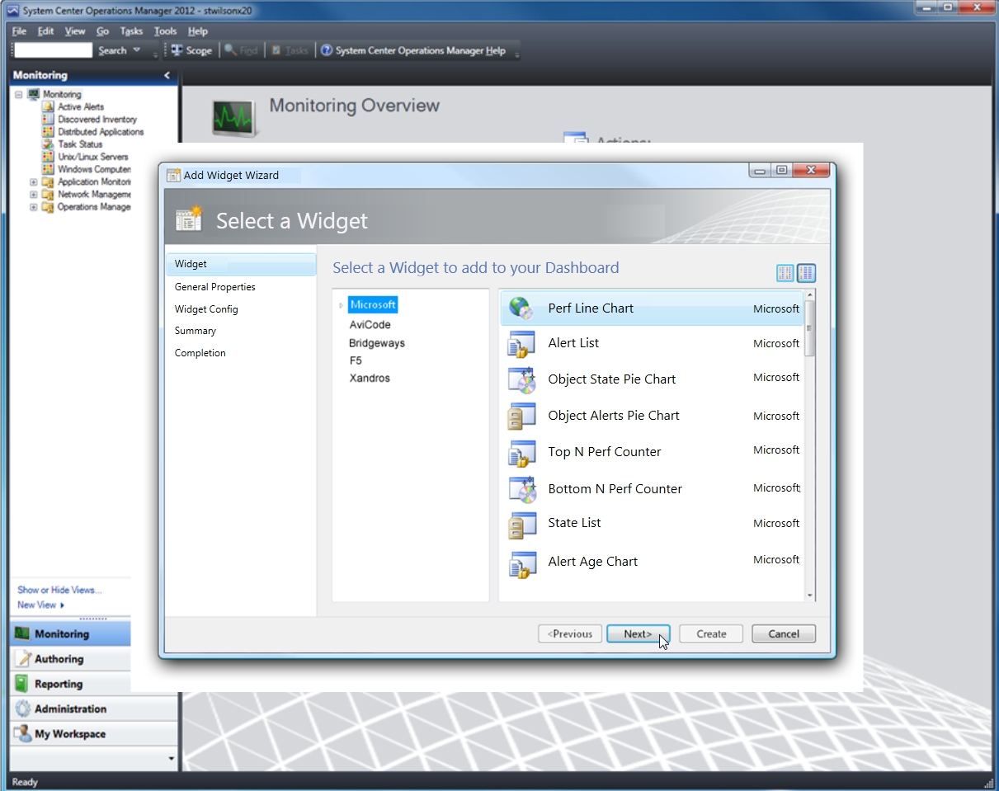 System Center Operations Manager 2012 - stwilsonx20
File Edit View Go Tasks Tools Help
Search Scope Find Tasks System Center Operations Manager Help
Monitoring
Monitoring
Active Alerts
Discovered Inventory
Distributed Applications
Task Status
Unix/Linux Servers
Windows Computer
Application Monitori
Network Manageme
Operations Manage
Show or Hide Views...
New View
Monitoring
Authoring
Reporting
Administration
My Workspace
Ready
Monitoring Overview
Actions:
Add Widget Wizard
Select a Widget
Widget
General Properties
Widget Config
Summary
Completion
Select a Widget to add to your Dashboard
Microsoft
AviCode
Bridgeways
F5
Xandros
Perf Line Chart Microsoft
Alert List Microsoft
Object State Pie Chart Microsoft
Object Alerts Pie Chart Microsoft
Top N Perf Counter Microsoft
Bottom N Perf Counter Microsoft
State List Microsoft
Alert Age Chart Microsoft
<Previous Next> Create Cancel